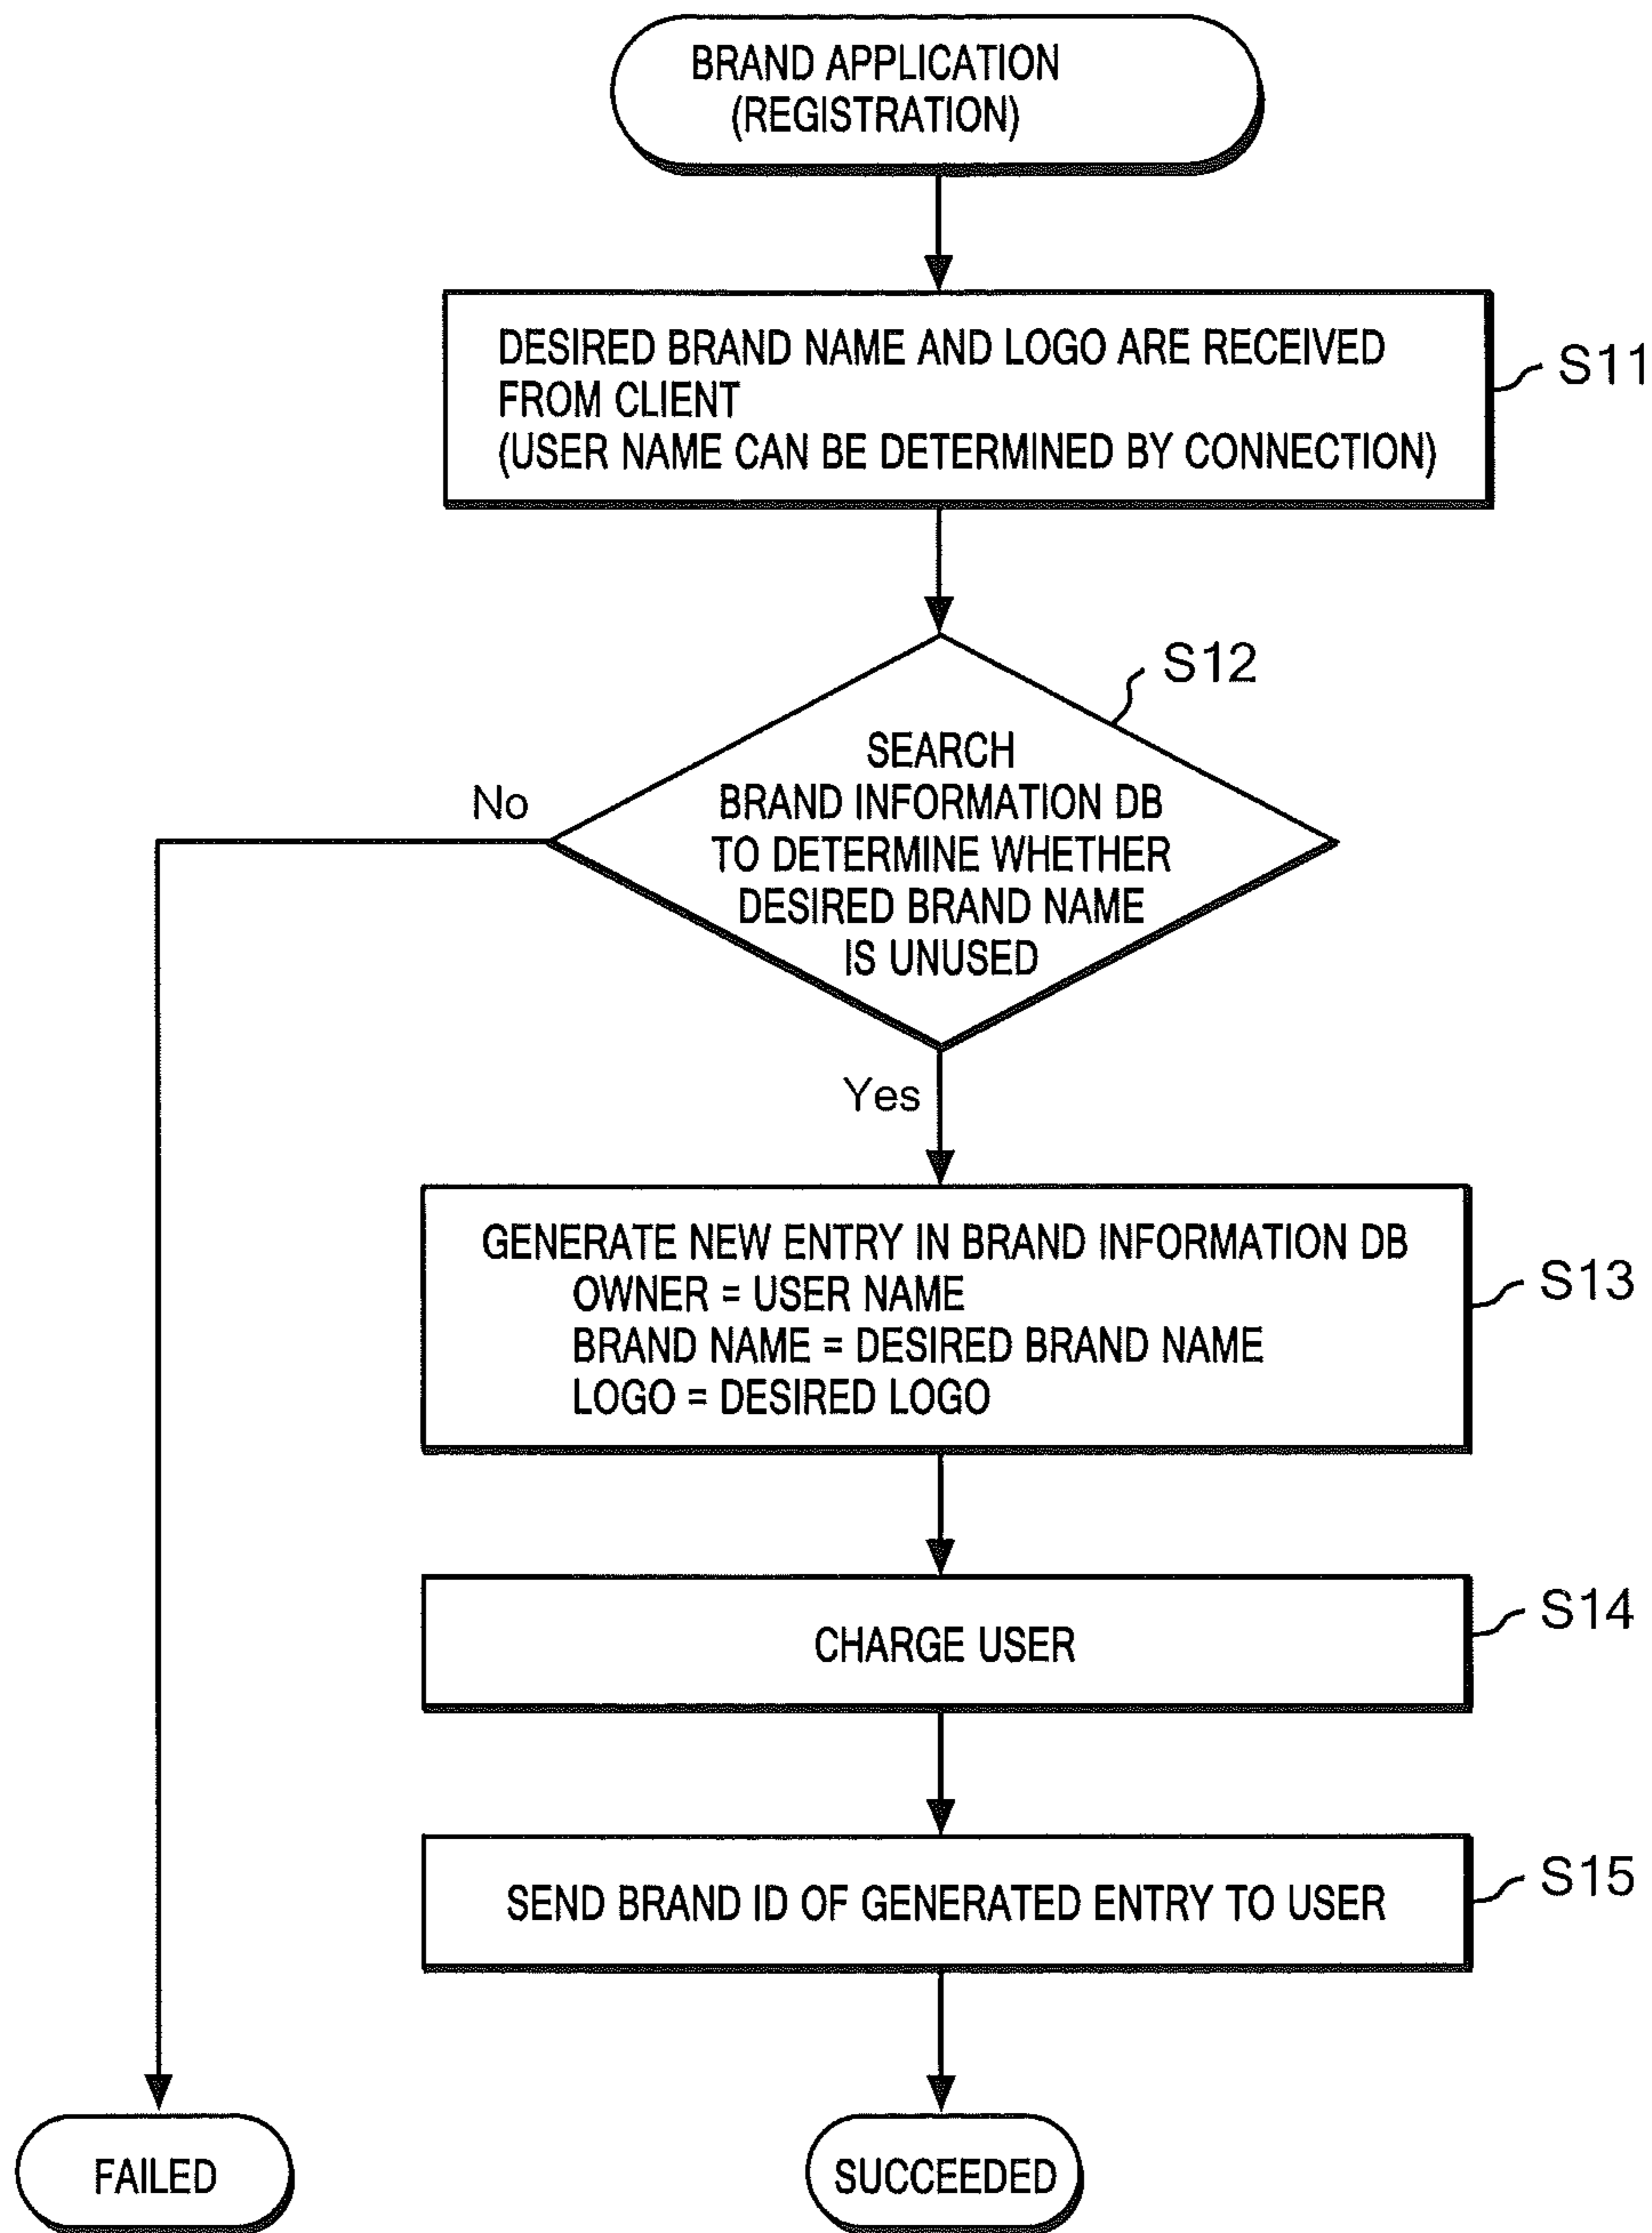 BRAND APPLICATION
(REGISTRATION)
DESIRED BRAND NAME AND LOGO ARE RECEIVED
FROM CLIENT
(USER NAME CAN BE DETERMINED BY CONNECTION)
S11
S12
SEARCH
BRAND INFORMATION DB
TO DETERMINE WHETHER
DESIRED BRAND NAME
IS UNUSED
No
Yes
GENERATE NEW ENTRY IN BRAND INFORMATION DB
OWNER = USER NAME
BRAND NAME = DESIRED BRAND NAME
LOGO = DESIRED LOGO
S13
CHARGE USER
S14
SEND BRAND ID OF GENERATED ENTRY TO USER
S15
FAILED
SUCCEEDED